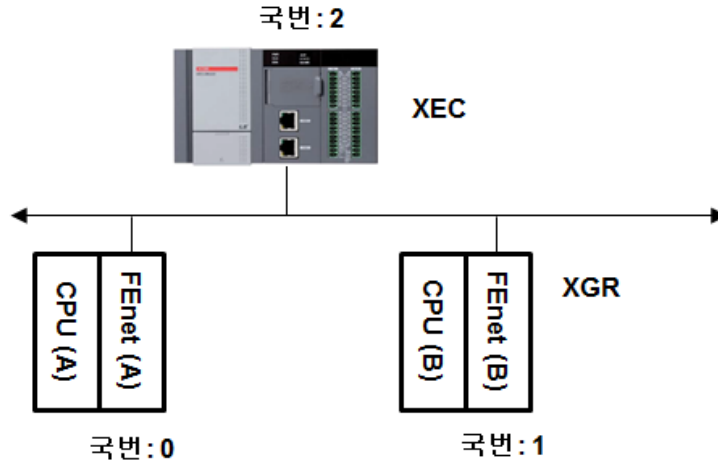 국번:2
XEC
CPU (A)
FEnet (A)
CPU (B)
FEnet (B)
XGR
국번:0
국번:1